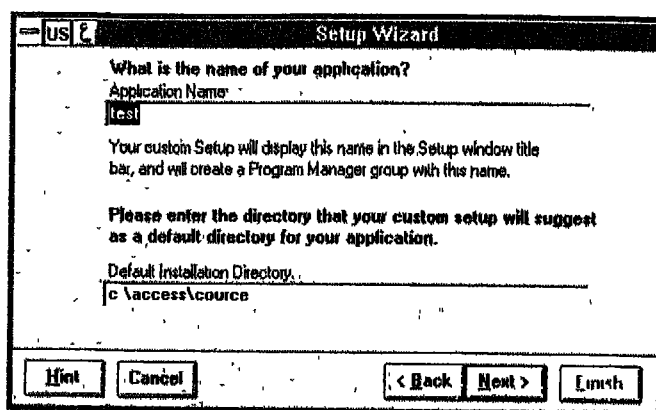 US ع Setup Wizard
What is the name of your application?
Application Name
test
Your custom Setup will display this name in the Setup window title
bar, and will create a Program Manager group with this name.
Please enter the directory that your custom setup will suggest
as a default directory for your application.
Default Installation Directory
c \access\cource
Hint Cancel < Back Next > Finish